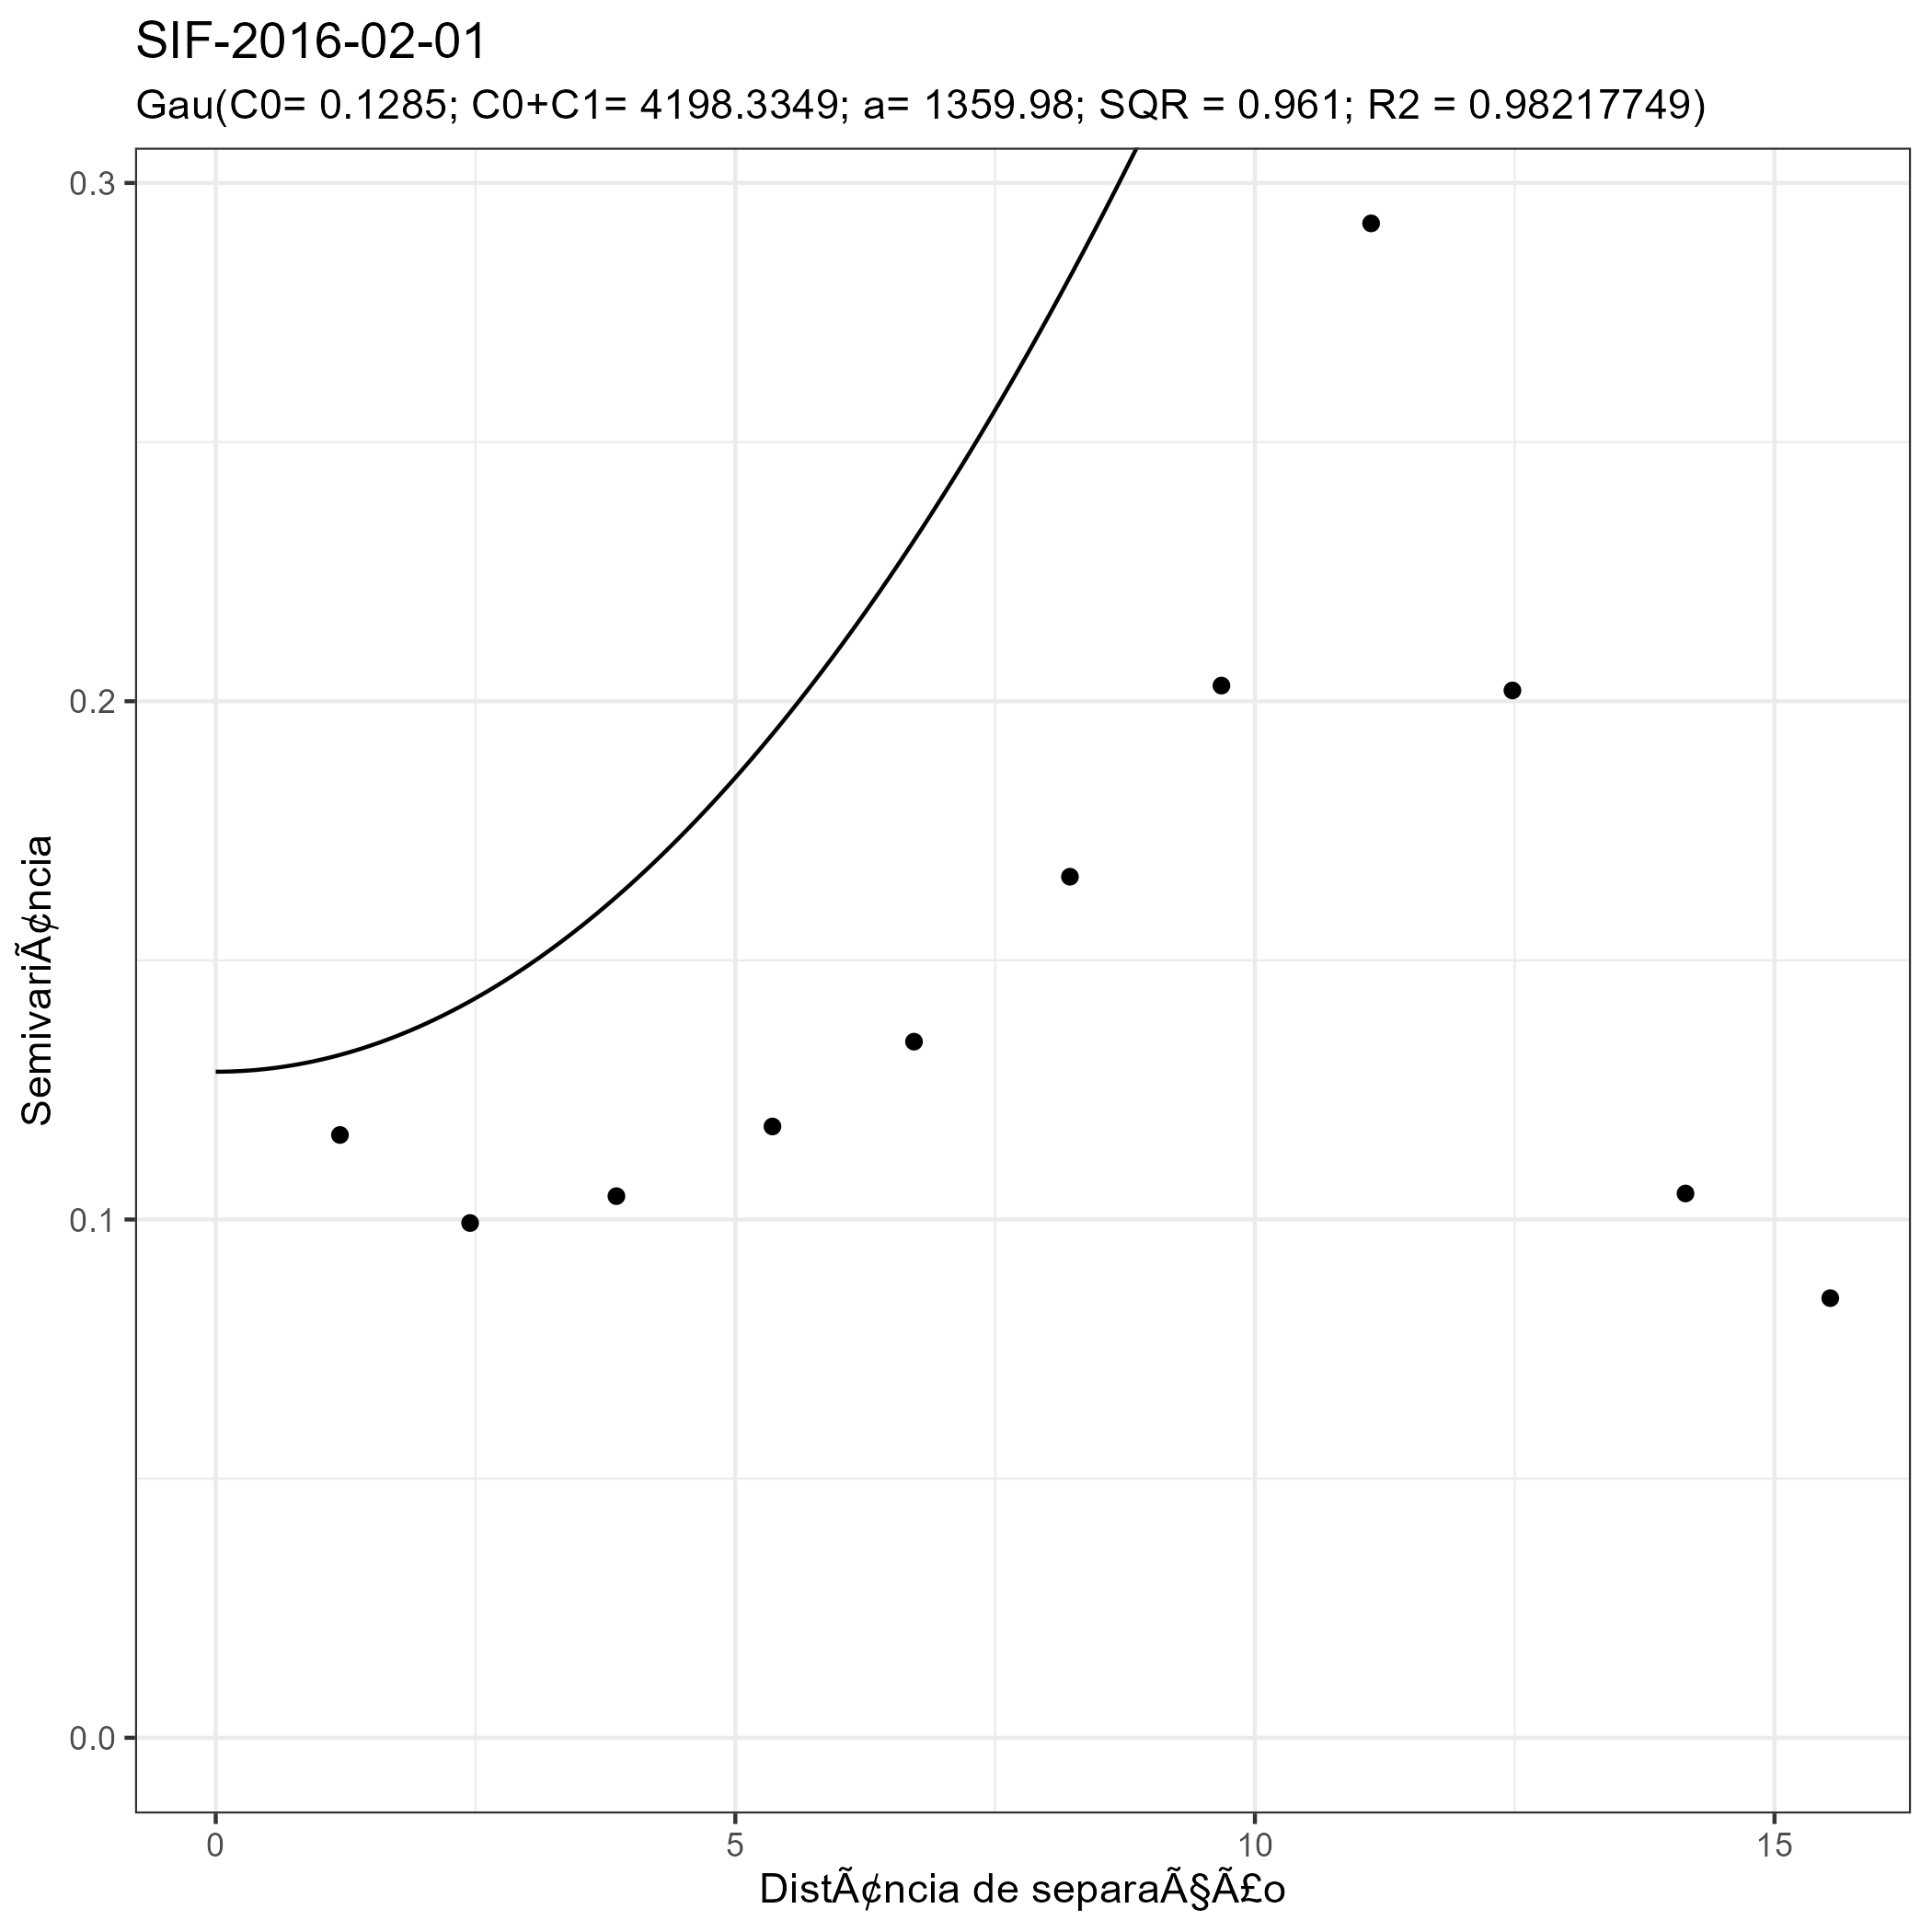 SIF-2016-02-01
Gau(C0= 0.1285; C0+C1= 4198.3349; a= 1359.98; SQR = 0.961; R2 = 0.98217749)
0.3
0.2
0.1
0.0
SemivariÃ¢ncia
0
5
10
15
DistÃ¢ncia de separaÃ§Ã£o